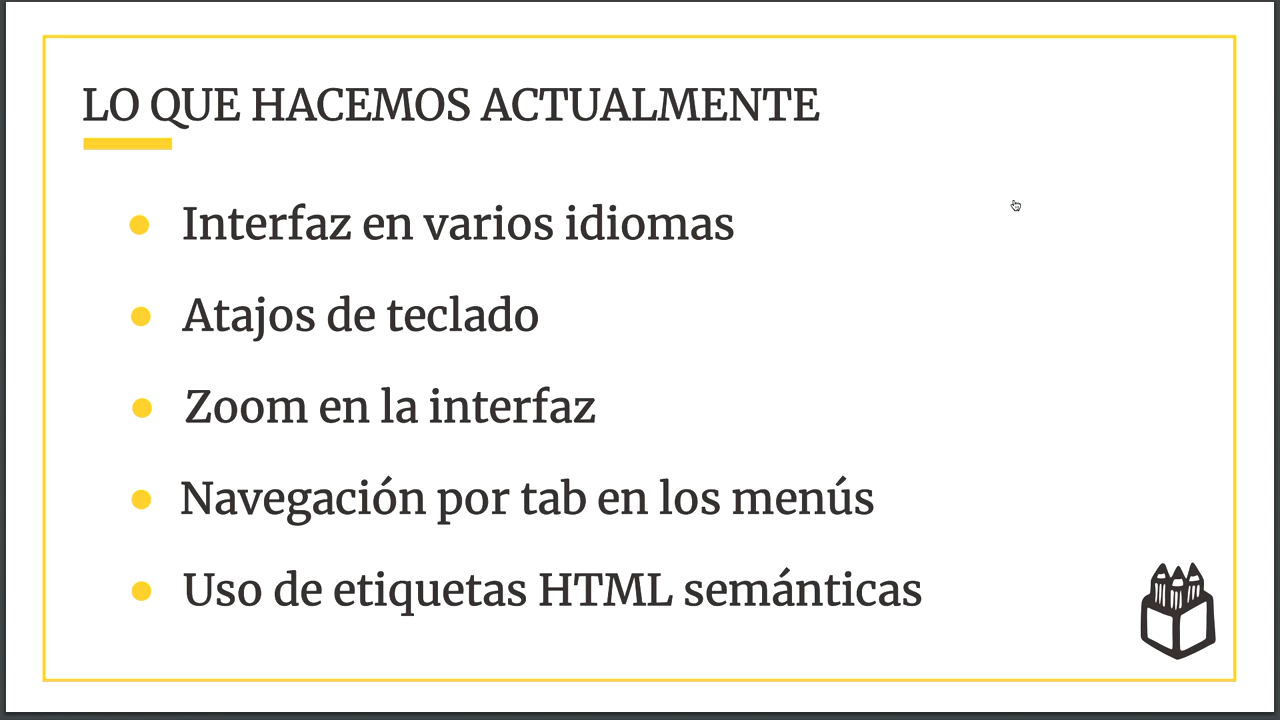 LO QUE HACEMOS ACTUALMENTE
Interfaz en varios idiomas
Atajos de teclado
Zoom en la interfaz
Navegación por tab en los menús
Uso de etiquetas HTML semánticas